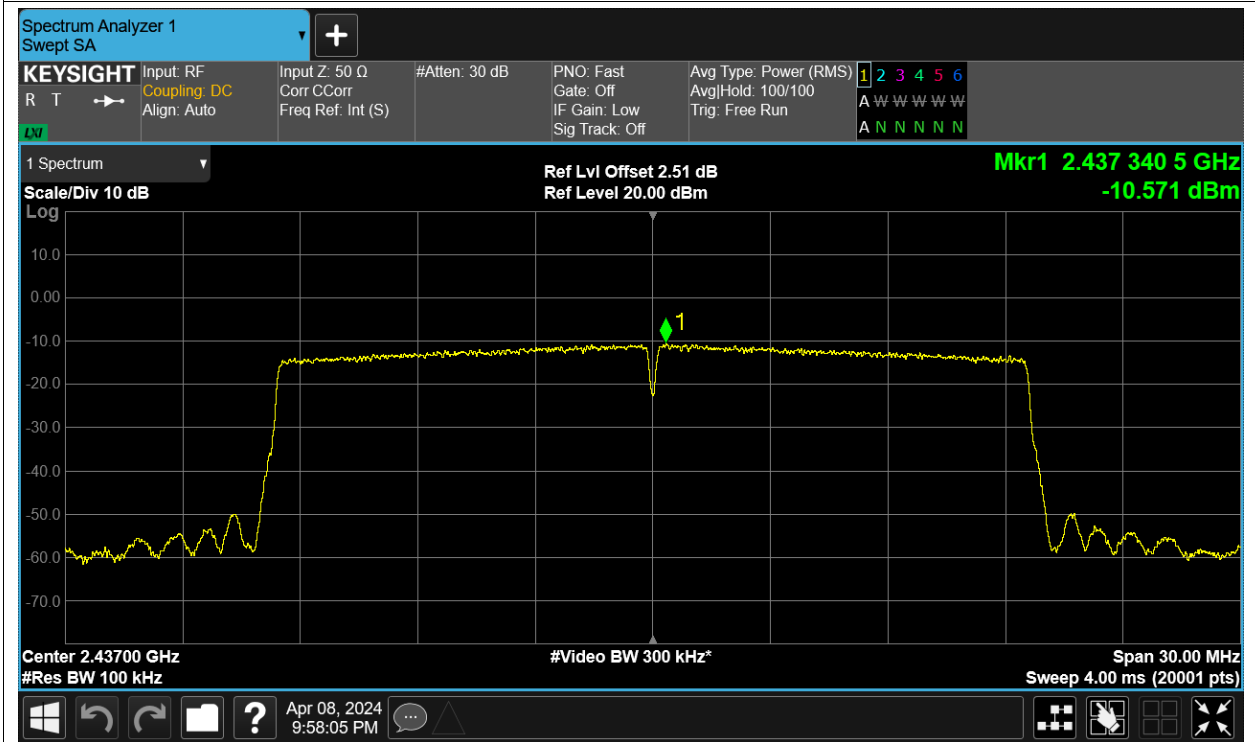 Spectrum Analyzer 1
Swept SA
KEYSIGHT
R T
LXI
Input: RF
Coupling: DC
Align: Auto
Input Z: 50 Ω
Corr CCorr
Freq Ref: Int (S)
#Atten: 30 dB
PNO: Fast
Gate: Off
IF Gain: Low
Sig Track: Off
Avg Type: Power (RMS)
Avg|Hold: 100/100
Trig: Free Run
1 2 3 4 5 6
A W W W W W
A N N N N N
1 Spectrum
Scale/Div 10 dB
Log
Ref Lvl Offset 2.51 dB
Ref Level 20.00 dBm
Mkr1 2.437 340 5 GHz
-10.571 dBm
10.0
0.00
-10.0
-20.0
-30.0
-40.0
-50.0
-60.0
-70.0
1
Center 2.43700 GHz
#Res BW 100 kHz
#Video BW 300 kHz*
Span 30.00 MHz
Sweep 4.00 ms (20001 pts)
?
Apr 08, 2024
9:58:05 PM